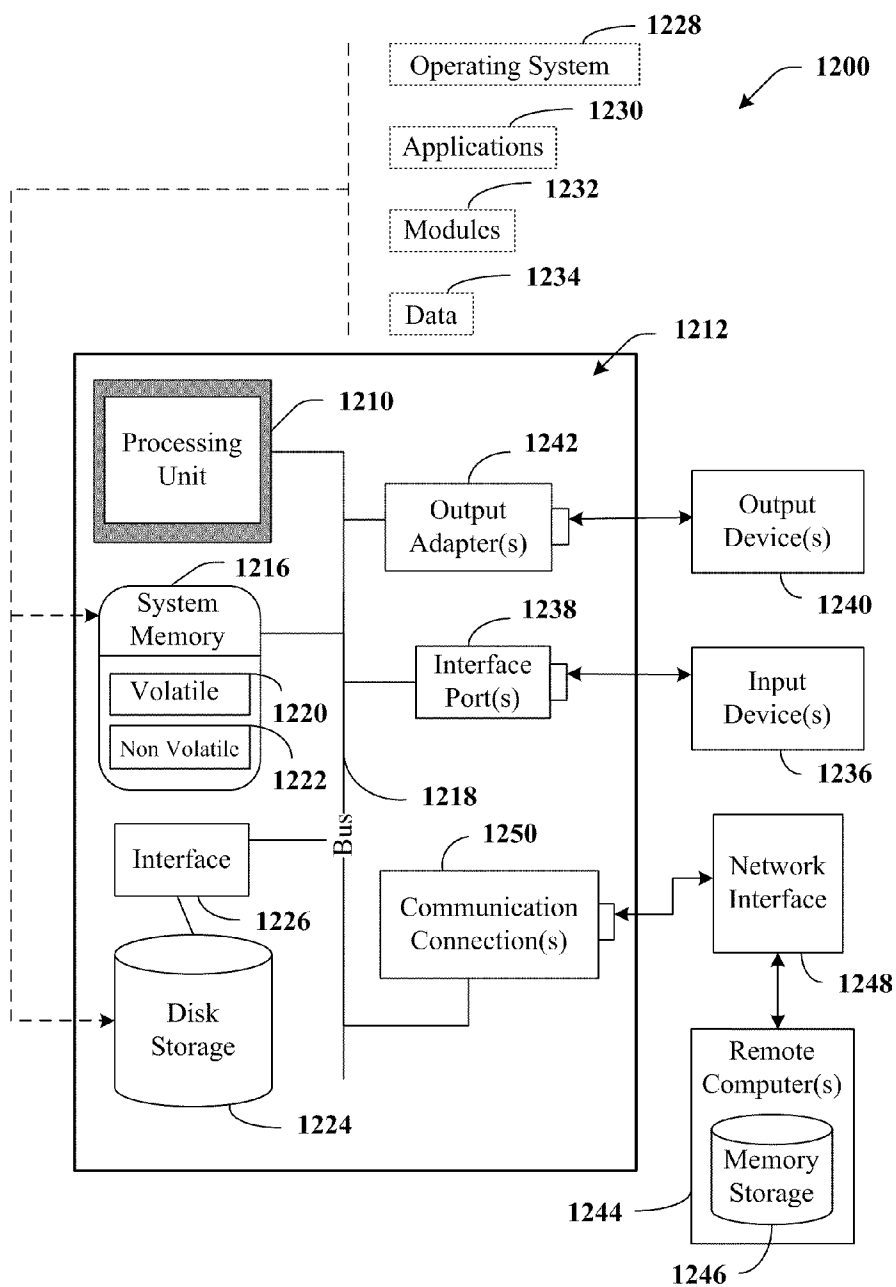 1228
Operating System
1200
1230
Applications
1232
Modules
1234
Data
1212
1210
Processing
Unit
1242
Output
Adapter(s)
Output
Device(s)
1240
1216
System
Memory
Volatile
1220
Non Volatile
1222
1238
Interface
Port(s)
Input
Device(s)
1236
1218
Bus
Interface
1226
1250
Communication
Connection(s)
Network
Interface
1248
Disk
Storage
1224
Remote
Computer(s)
Memory
Storage
1244
1246